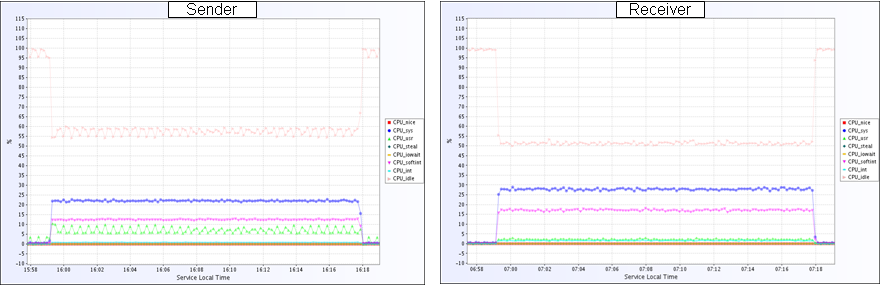 Sender
115
110
105
100
95
90
85
80
75
70
65
60
55
50
45
40
35
30
25
20
15
10
5
0
-5
-10
%
15:58 16:00 16:02 16:04 16:06 16:08 16:10 16:12 16:14 16:16 16:18
Service Local Time
CPU_nice
CPU_sys
CPU_usr
CPU_steal
CPU_iowait
CPU_softint
CPU_int
CPU_idle
Receiver
115
110
105
100
95
90
85
80
75
70
65
60
55
50
45
40
35
30
25
20
15
10
5
0
-5
-10
%
06:58 07:00 07:02 07:04 07:06 07:08 07:10 07:12 07:14 07:16 07:18
Service Local Time
CPU_nice
CPU_sys
CPU_usr
CPU_steal
CPU_iowait
CPU_softint
CPU_int
CPU_idle